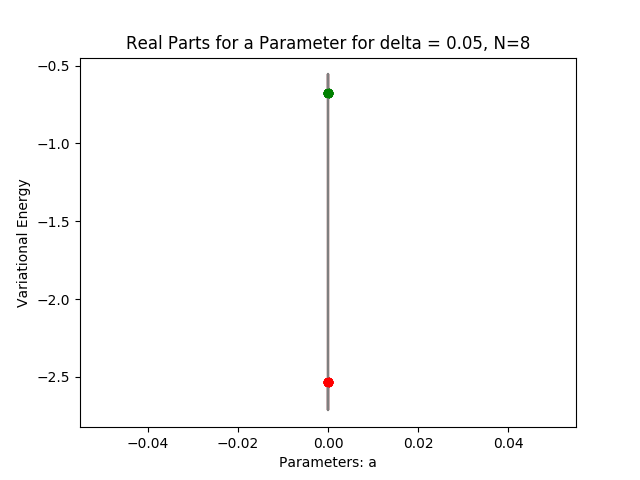 Real Parts for a Parameter for delta = 0.05, N=8
−0.5
−1.0
−1.5
−2.0
−2.5
Variational Energy
−0.04 −0.02 0.00 0.02 0.04
Parameters: a